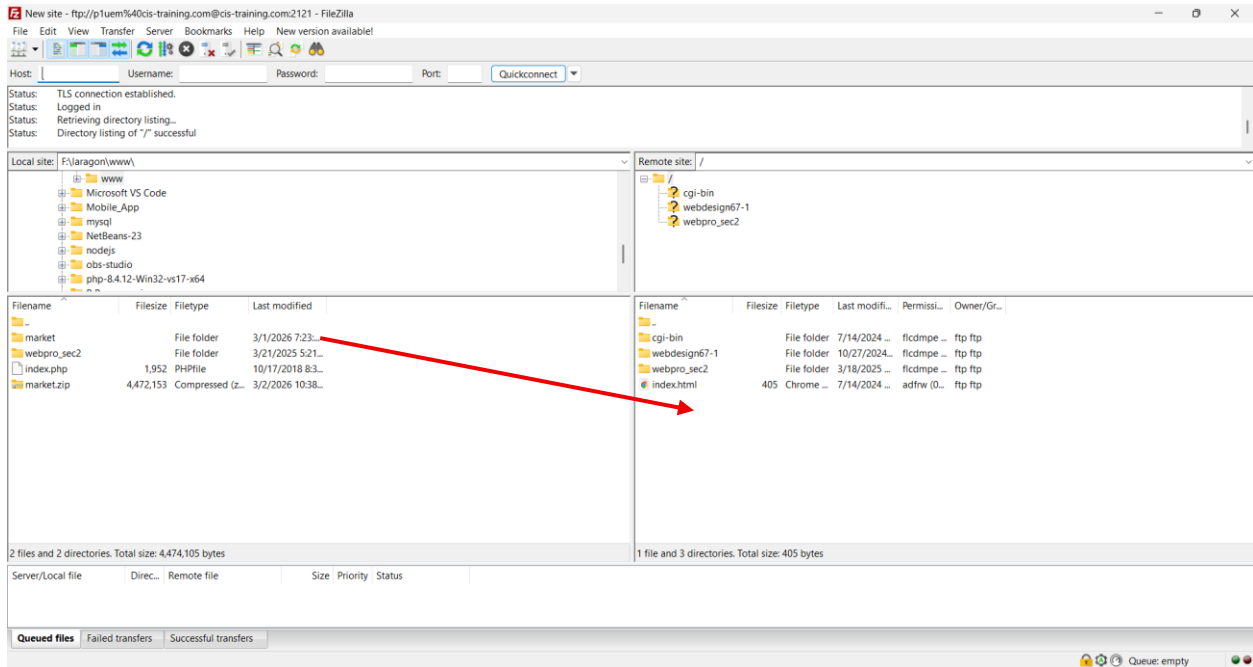 New site - ftp://p1uem%40cis-training.com@cis-training.com:2121 - FileZilla
File Edit View Transfer Server Bookmarks Help New version available!
Host: Username: Password: Port: Quickconnect
Status: TLS connection established.
Status: Logged in
Status: Retrieving directory listing...
Status: Directory listing of "/" successful
Local site: F:\laragon\www\
www
Microsoft VS Code
Mobile_App
mysql
NetBeans-23
nodejs
obs-studio
php-8.4.12-Win32-vs17-x64
Remote site: /
/
cgi-bin
webdesign67-1
webpro_sec2
Filename Filesize Filetype Last modified
..
market File folder 3/1/2026 7:23:...
webpro_sec2 File folder 3/21/2025 5:21...
index.php 1,952 PHPfile 10/17/2018 8:3...
market.zip 4,472,153 Compressed (z... 3/2/2026 10:38...
2 files and 2 directories. Total size: 4,474,105 bytes
Filename Filesize Filetype Last modifi... Permissi... Owner/Gr...
..
cgi-bin File folder 7/14/2024 ... flcdmpe ... ftp ftp
webdesign67-1 File folder 10/27/2024... flcdmpe ... ftp ftp
webpro_sec2 File folder 3/18/2025 ... flcdmpe ... ftp ftp
index.html 405 Chrome ... 7/14/2024 ... adfrw (0... ftp ftp
1 file and 3 directories. Total size: 405 bytes
Server/Local file Direc... Remote file Size Priority Status
Queued files Failed transfers Successful transfers
Queue: empty